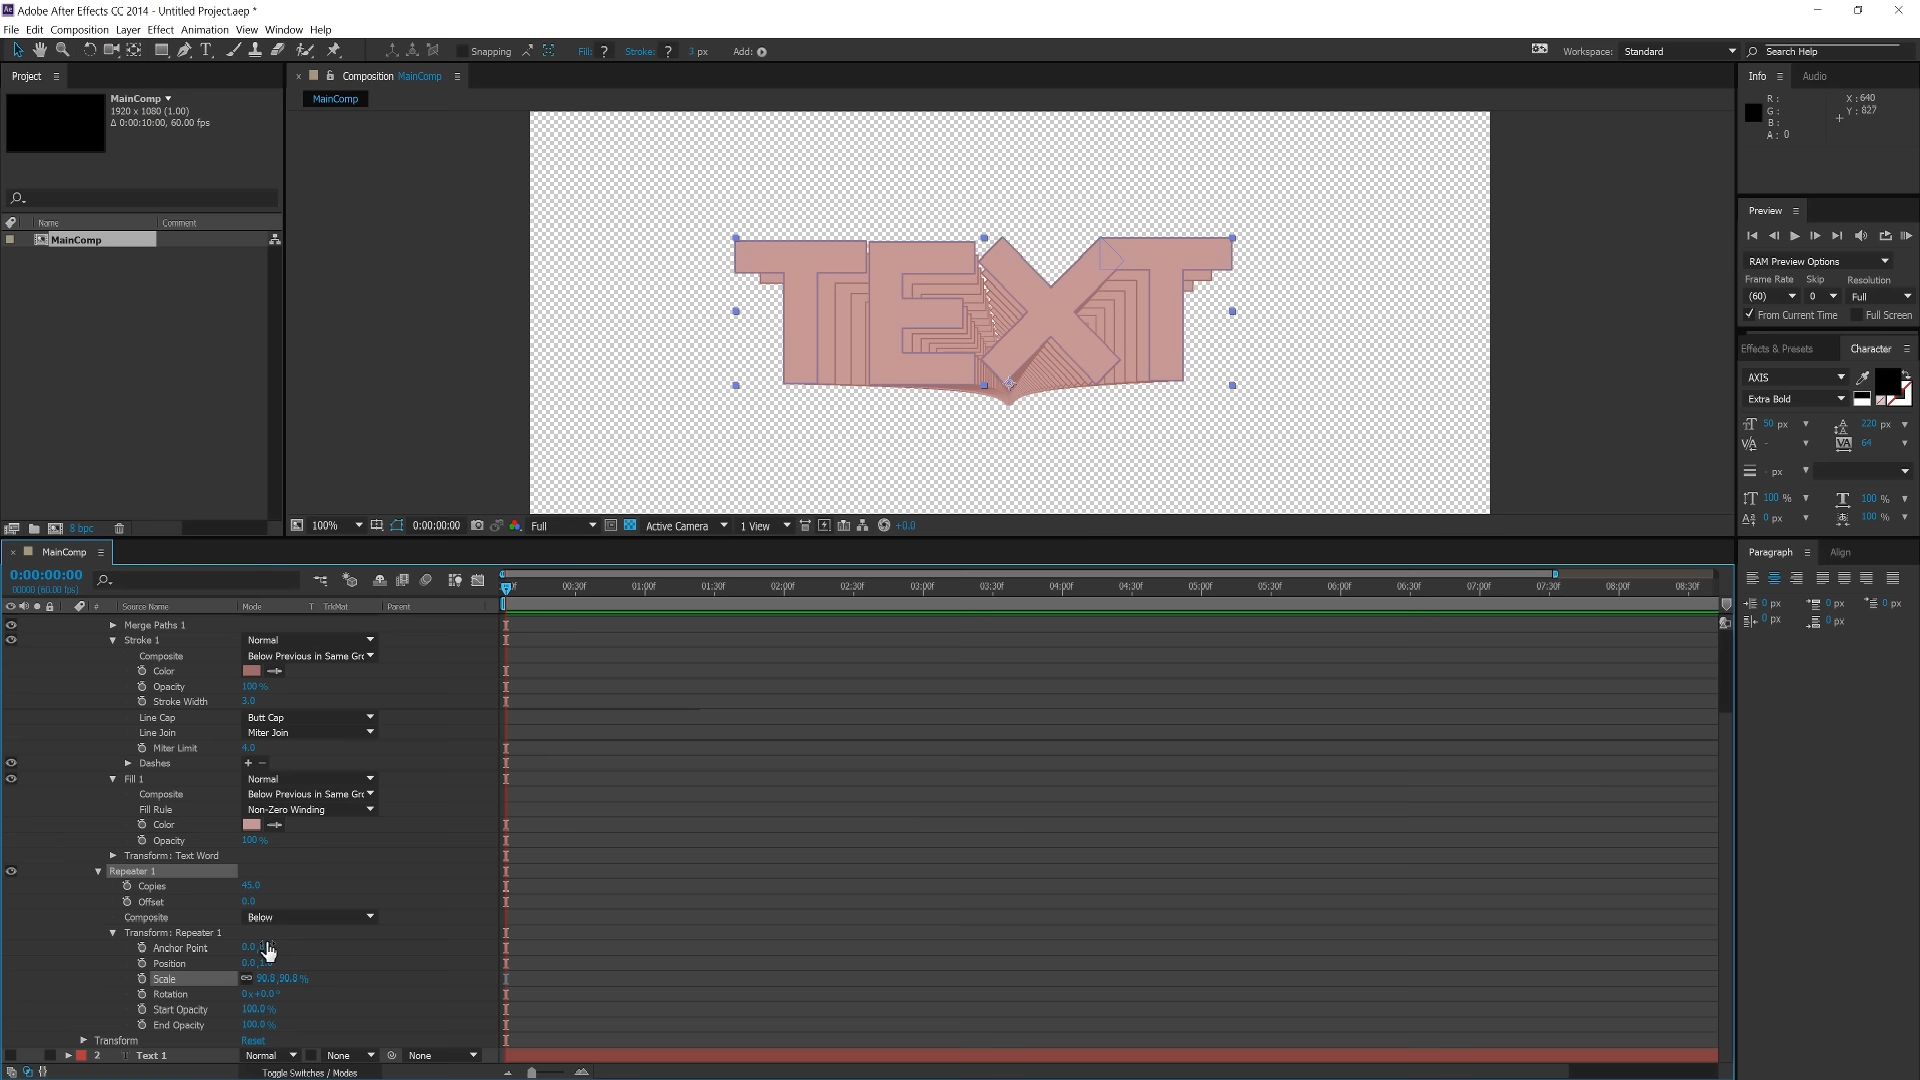 Adobe After Effects CC 2014 - Untitled Project.aep *
File Edit Composition Layer Effect Animation View Window Help
Snapping Fill: ? Stroke: ? 3 px Add: Workspace: Standard Search Help
Project
MainComp
1920 x 1080 (1.00)
Δ 0:00:10:00, 60.00 fps
Name Comment
MainComp
8 bpc
Composition MainComp
MainComp
TEXT
100% 0:00:00:00 Full Active Camera 1 View +0.0
Info Audio
R: X: 640
G: Y: 827
B:
A: 0
Preview
RAM Preview Options
Frame Rate Skip Resolution
(60) 0 Full
From Current Time Full Screen
Effects & Presets Character
AXIS
Extra Bold
50 px 220 px
- 64
- px
100 % 100 %
0 px 100 %
Paragraph Align
0 px 0 px 0 px
0 px 0 px
MainComp
0:00:00:00
00000 (60.00 fps)
00:30f 01:00f 01:30f 02:00f 02:30f 03:00f 03:30f 04:00f 04:30f 05:00f 05:30f 06:00f 06:30f 07:00f 07:30f 08:00f 08:30f
# Source Name Mode T TrkMat Parent
Merge Paths 1
Stroke 1 Normal
Composite Below Previous in Same Gr
Color
Opacity 100 %
Stroke Width 3.0
Line Cap Butt Cap
Line Join Miter Join
Miter Limit 4.0
Dashes + −
Fill 1 Normal
Composite Below Previous in Same Gr
Fill Rule Non-Zero Winding
Color
Opacity 100 %
Transform: Text Word
Repeater 1
Copies 45.0
Offset 0.0
Composite Below
Transform: Repeater 1
Anchor Point 0.0
Position 0.0,1.0
Scale 90.8,90.8 %
Rotation 0x+0.0°
Start Opacity 100.0 %
End Opacity 100.0 %
Transform Reset
2 T Text 1 Normal None None
Toggle Switches / Modes